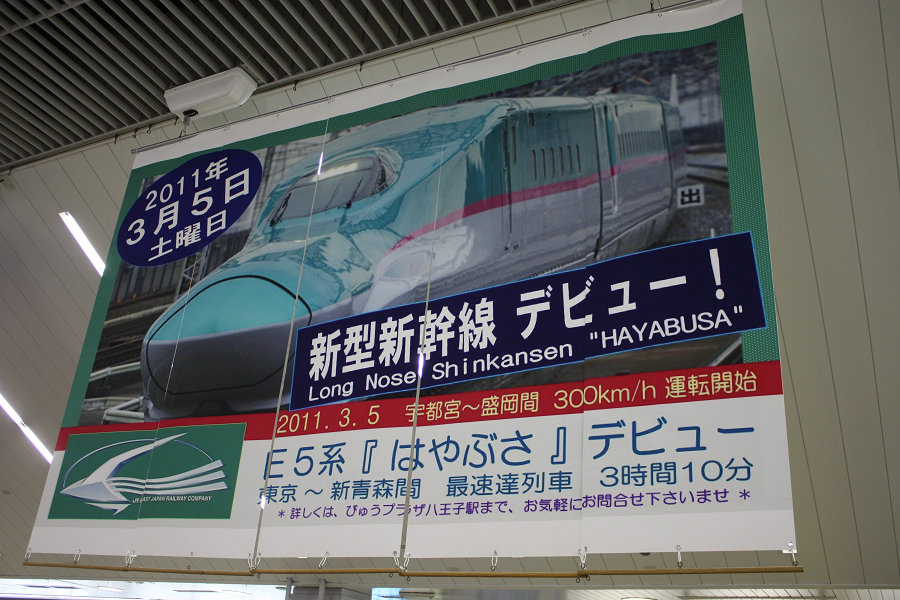 2011年
3月5日
土曜日
出
新型新幹線 デビュー！
Long Nose Shinkansen "HAYABUSA"
2011.3.5 宇都宮～盛岡間 300km/h 運転開始
E5系『はやぶさ』デビュー
東京～新青森間 最速達列車 3時間10分
＊詳しくは、びゅうプラザ八王子駅まで、お気軽にお問合せ下さいませ＊
JR EAST JAPAN RAILWAY COMPANY